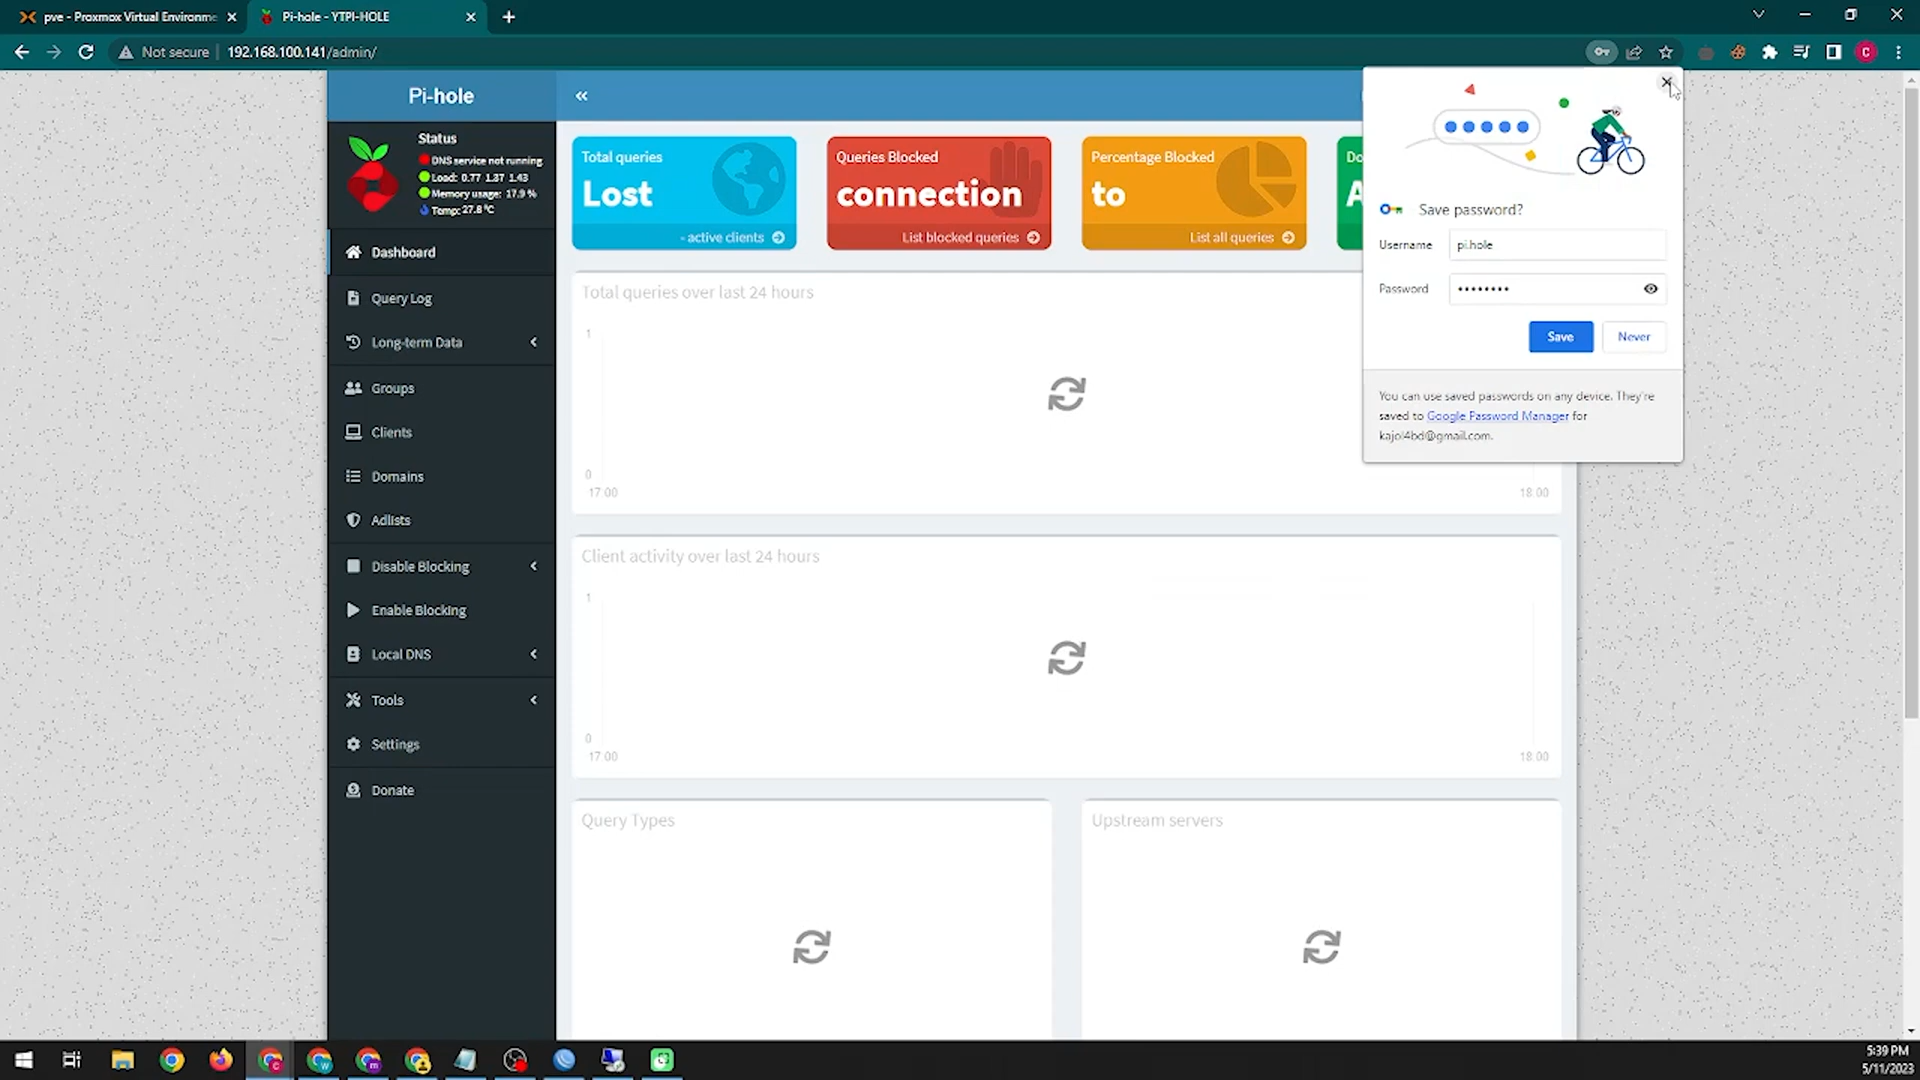 pve - Proxmox Virtual Environme
Pi-hole - YTPI-HOLE
Not secure
192.168.100.141/admin/
C
Pi-hole
Status
DNS service not running
Load: 0.77 1.37 1.43
Memory usage: 17.9 %
Temp: 27.8 °C
Dashboard
Query Log
Long-term Data
Groups
Clients
Domains
Adlists
Disable Blocking
Enable Blocking
Local DNS
Tools
Settings
Donate
Total queries
Lost
- active clients
Queries Blocked
connection
List blocked queries
Percentage Blocked
to
List all queries
Do
A
Total queries over last 24 hours
1
0
17:00
18:00
Client activity over last 24 hours
1
0
17:00
18:00
Query Types
Upstream servers
Save password?
Username
pi.hole
Password
••••••••
Save
Never
You can use saved passwords on any device. They're
saved to Google Password Manager for
kajol4bd@gmail.com.
5:39 PM
5/11/2023